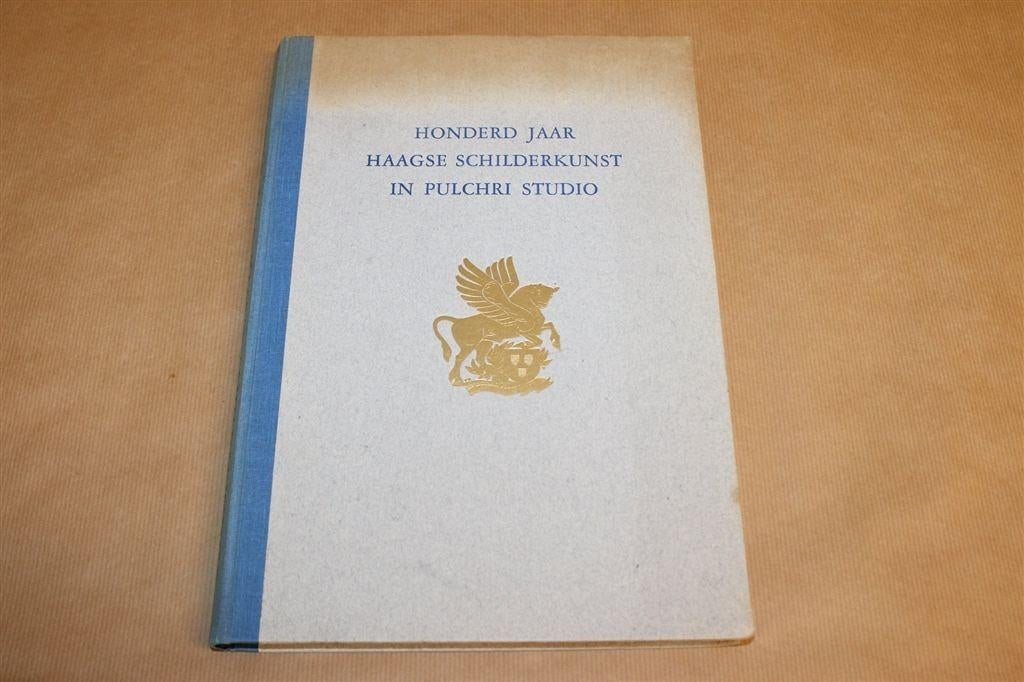 HONDERD JAAR
HAAGSE SCHILDERKUNST
IN PULCHRI STUDIO